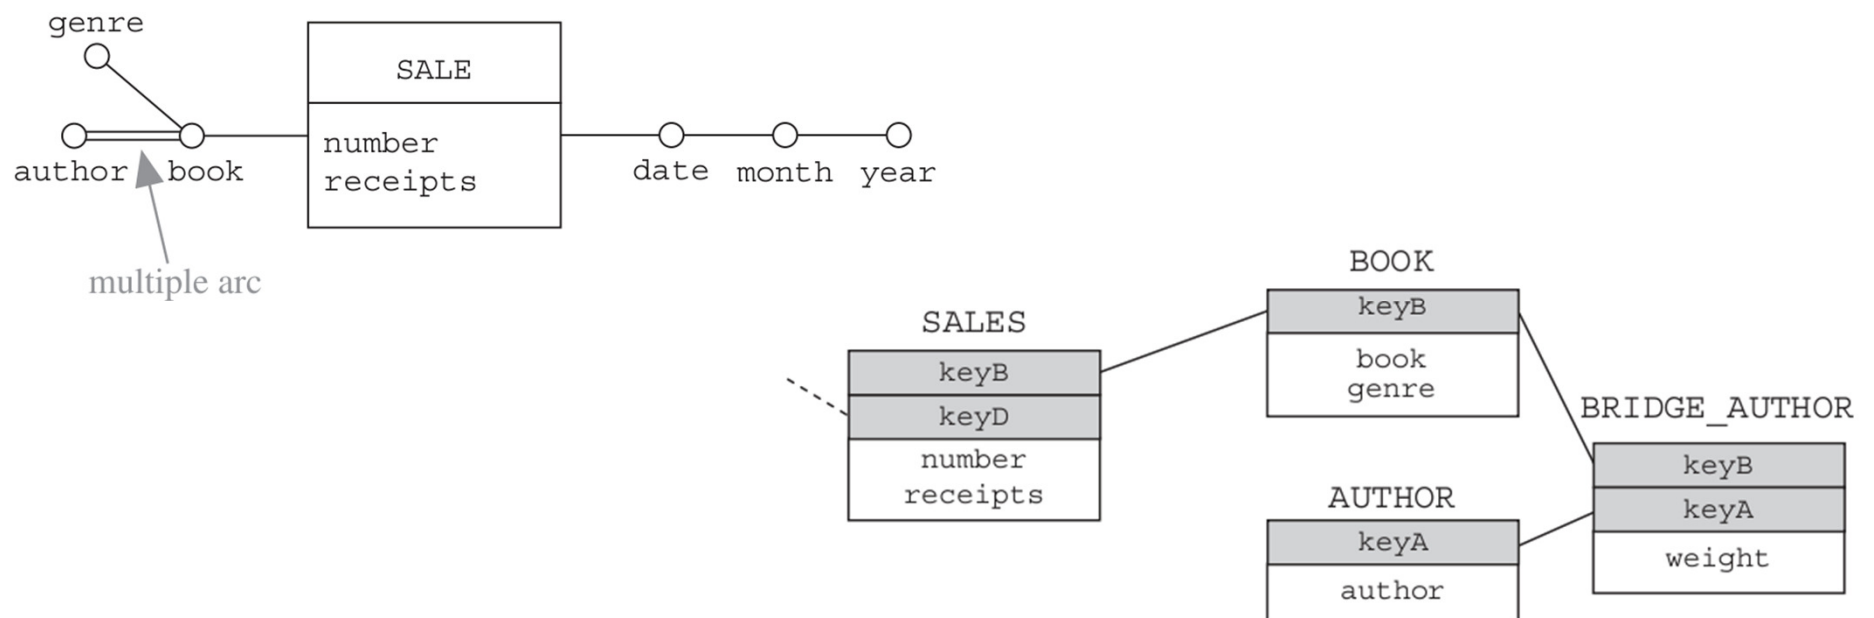 genre
SALE
number
receipts
author
book
date
month
year
multiple arc
SALES
keyB
keyD
number
receipts
BOOK
keyB
book
genre
BRIDGE_AUTHOR
keyB
keyA
weight
AUTHOR
keyA
author